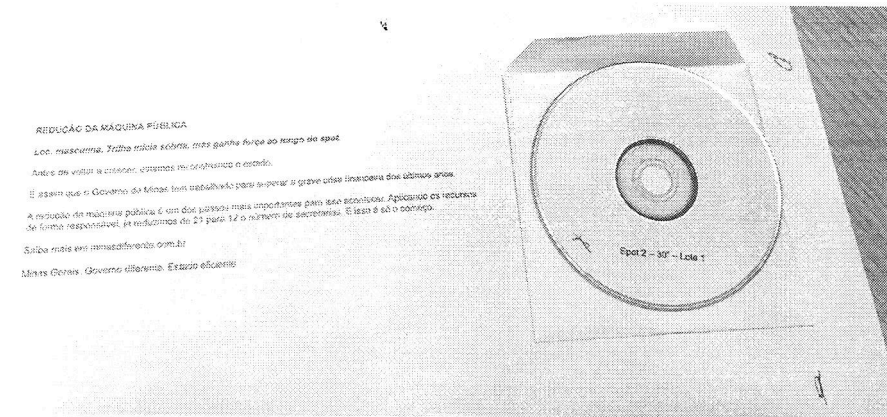 REDUÇÃO DA MÁQUINA PÚBLICA
Loc. masculina. Trilha inicia sóbria, mas ganha força ao longo do spot.
Antes de voltar a crescer, estamos reconstruindo o estado.
É assim que o Governo de Minas tem trabalhado para superar a grave crise financeira dos últimos anos.
A redução da máquina pública é um dos passos mais importantes para isso acontecer. Aplicando os recursos
de forma responsável, já reduzimos de 21 para 12 o número de secretarias. E isso é só o começo.
Saiba mais em minasdiferente.com.br
Minas Gerais. Governo diferente. Estado eficiente.
Spot 2 – 30" – Lote 1